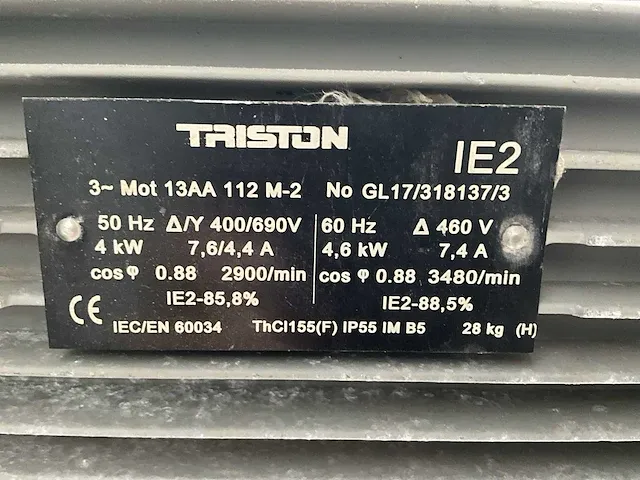 TRISTON
IE2
3~ Mot 13AA 112 M-2 No GL17/318137/3
50 Hz Δ/Y 400/690V
4 kW 7,6/4,4 A
cos φ 0.88 2900/min
IE2-85,8%
60 Hz Δ 460 V
4,6 kW 7,4 A
cos φ 0.88 3480/min
IE2-88,5%
CE
IEC/EN 60034 ThCl155(F) IP55 IM B5 28 kg (H)